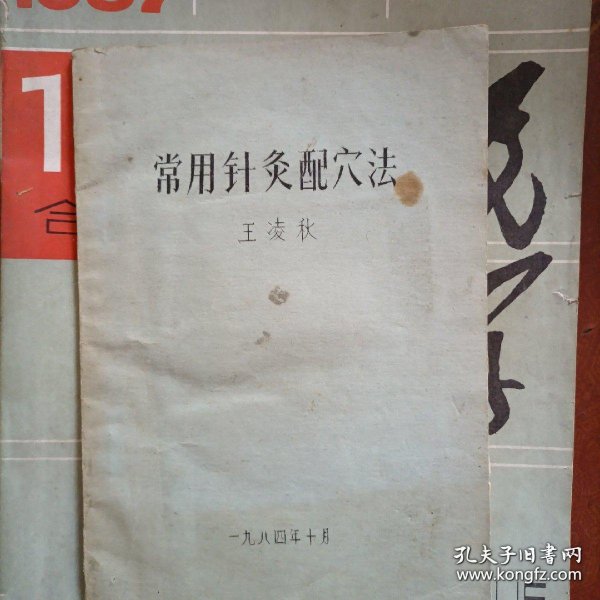 常用针灸配穴法
王凌秋
一九八四年十月
孔夫子旧书网
www.kongfz.com